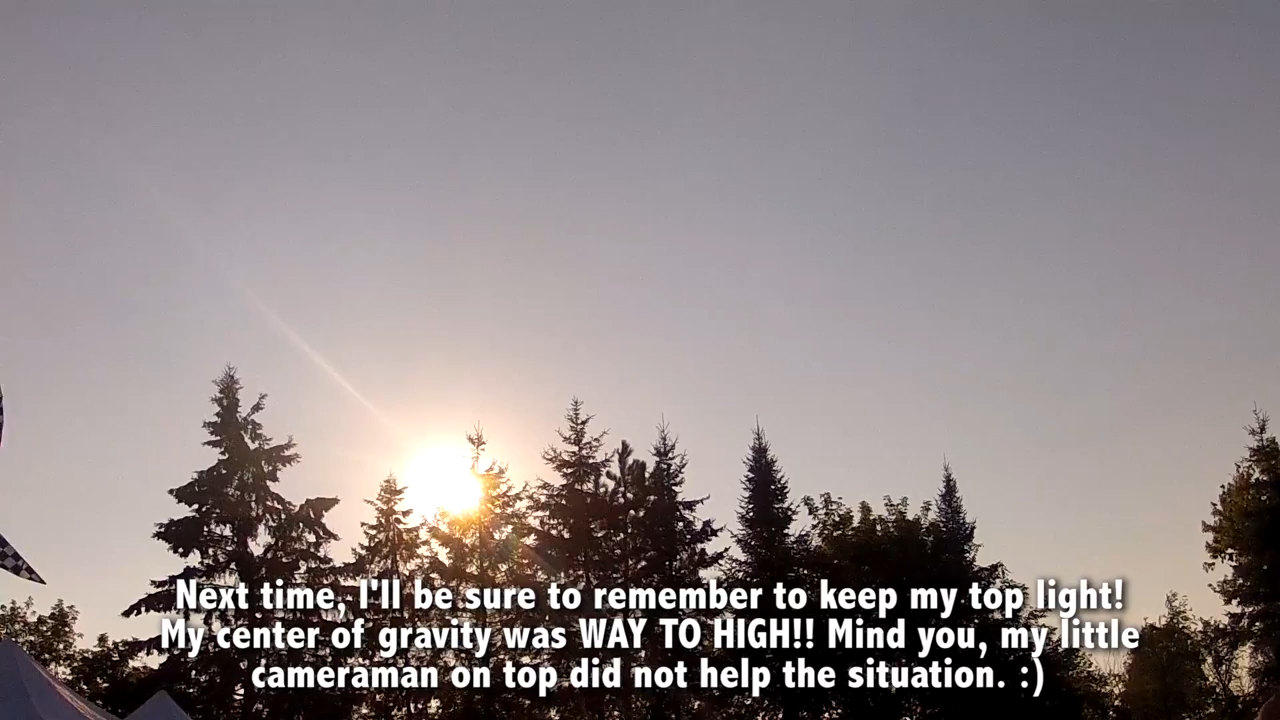 Next time, I'll be sure to remember to keep my top light!
My center of gravity was WAY TO HIGH!! Mind you, my little
cameraman on top did not help the situation. :)